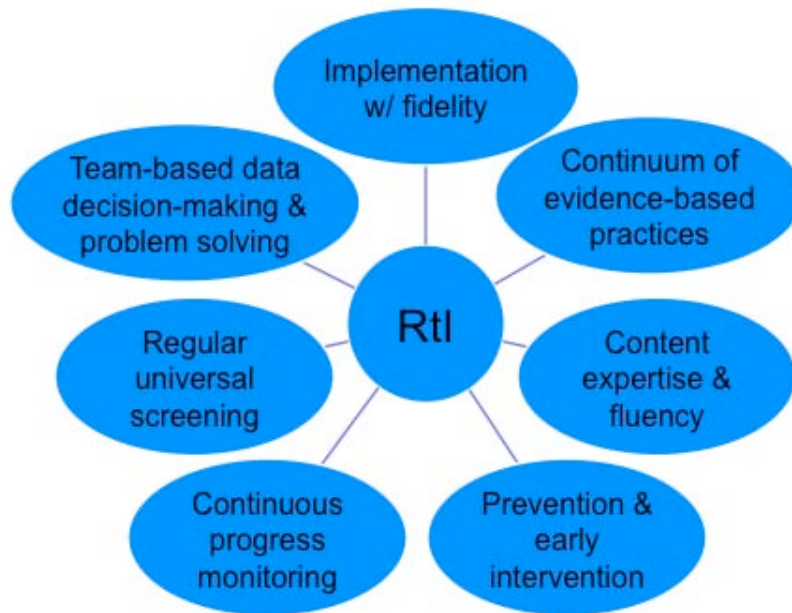 Implementation
w/ fidelity
Team-based data
decision-making &
problem solving
Continuum of
evidence-based
practices
RtI
Regular
universal
screening
Content
expertise &
fluency
Continuous
progress
monitoring
Prevention &
early
intervention